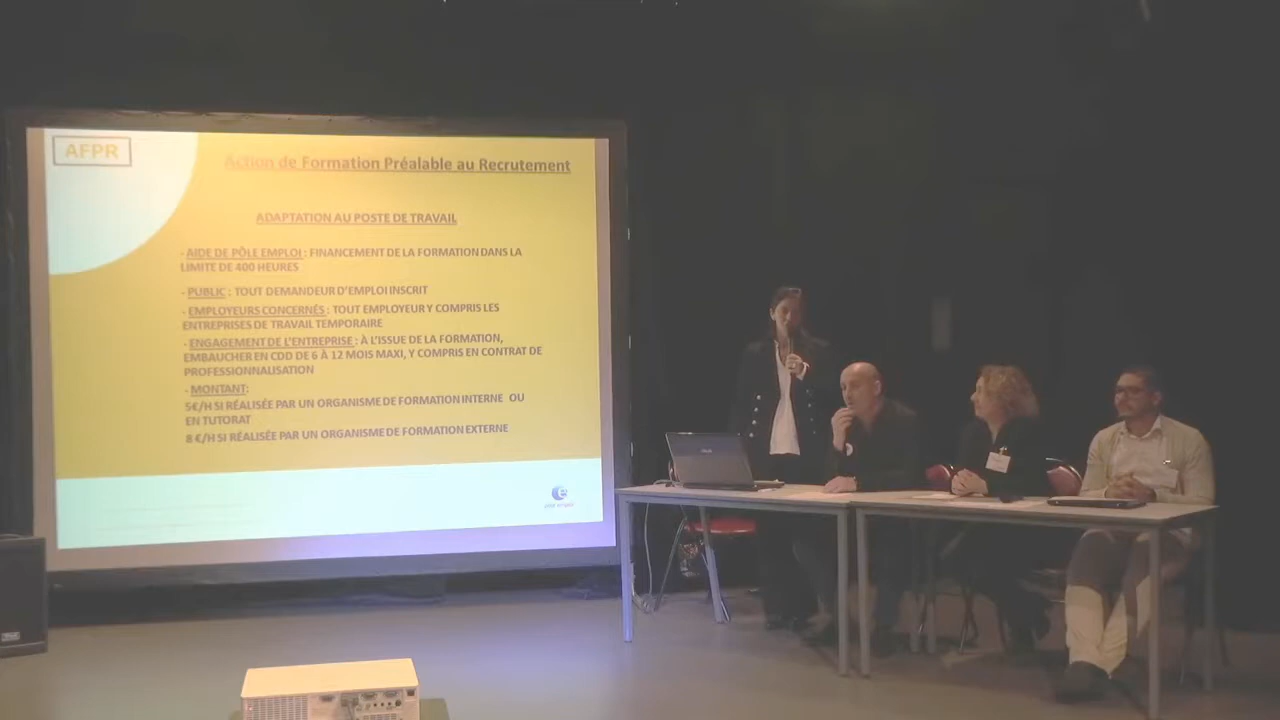 AFPR
Action de Formation Préalable au Recrutement
ADAPTATION AU POSTE DE TRAVAIL
- AIDE DE PÔLE EMPLOI : FINANCEMENT DE LA FORMATION DANS LA
LIMITE DE 400 HEURES
- PUBLIC : TOUT DEMANDEUR D'EMPLOI INSCRIT
- EMPLOYEURS CONCERNÉS : TOUT EMPLOYEUR Y COMPRIS LES
ENTREPRISES DE TRAVAIL TEMPORAIRE
- ENGAGEMENT DE L'ENTREPRISE : À L'ISSUE DE LA FORMATION,
EMBAUCHER EN CDD DE 6 À 12 MOIS MAXI, Y COMPRIS EN CONTRAT DE
PROFESSIONNALISATION
- MONTANT:
5€/H SI RÉALISÉE PAR UN ORGANISME DE FORMATION INTERNE OU
EN TUTORAT
8 €/H SI RÉALISÉE PAR UN ORGANISME DE FORMATION EXTERNE
pôle emploi